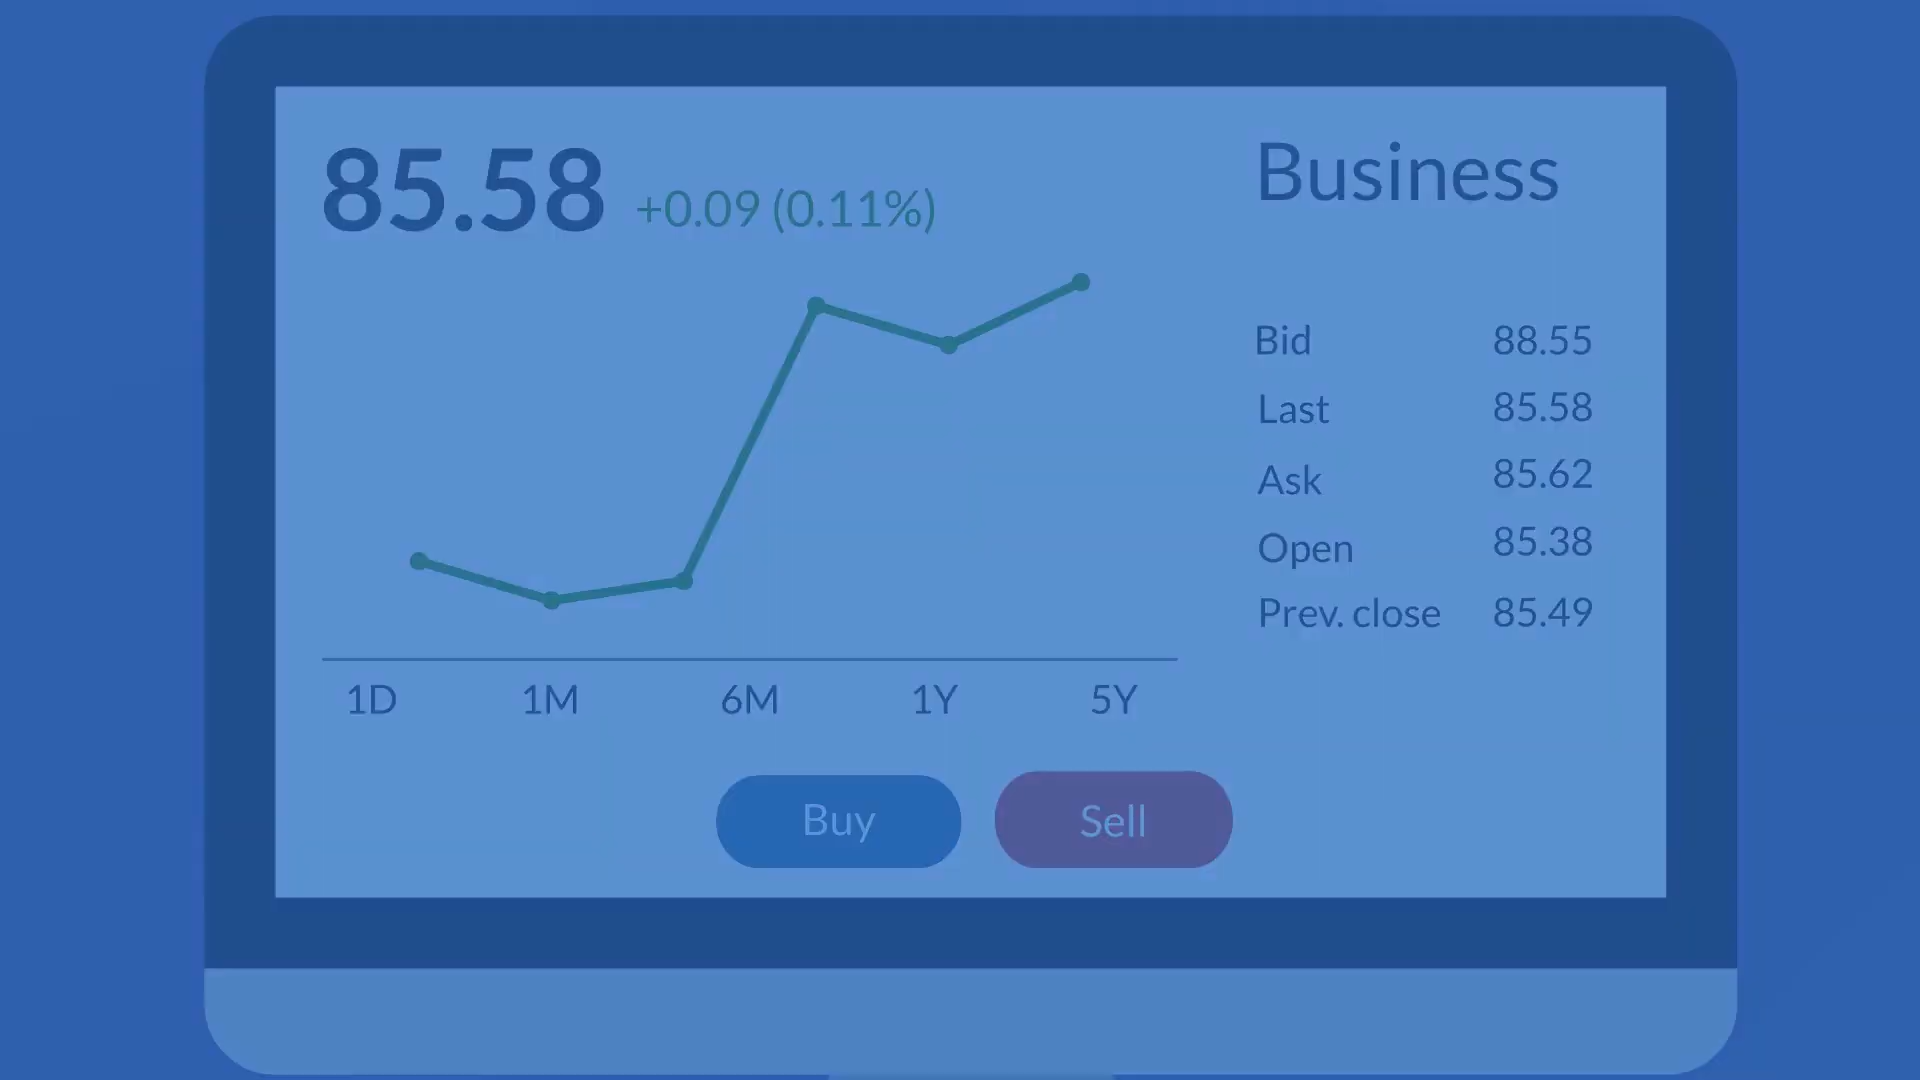 85.58 +0.09 (0.11%)
Business
Bid 88.55
Last 85.58
Ask 85.62
Open 85.38
Prev. close 85.49
1D 1M 6M 1Y 5Y
Buy Sell